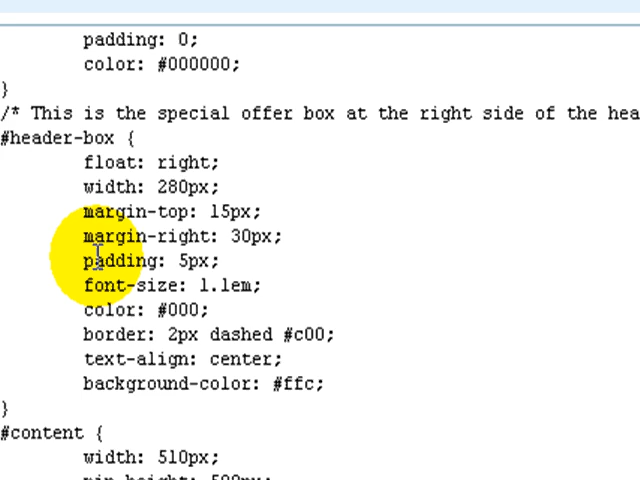 padding: 0;
color: #000000;
}
/* This is the special offer box at the right side of the hea
#header-box {
float: right;
width: 280px;
margin-top: 15px;
margin-right: 30px;
padding: 5px;
font-size: 1.1em;
color: #000;
border: 2px dashed #c00;
text-align: center;
background-color: #ffc;
}
#content {
width: 510px;